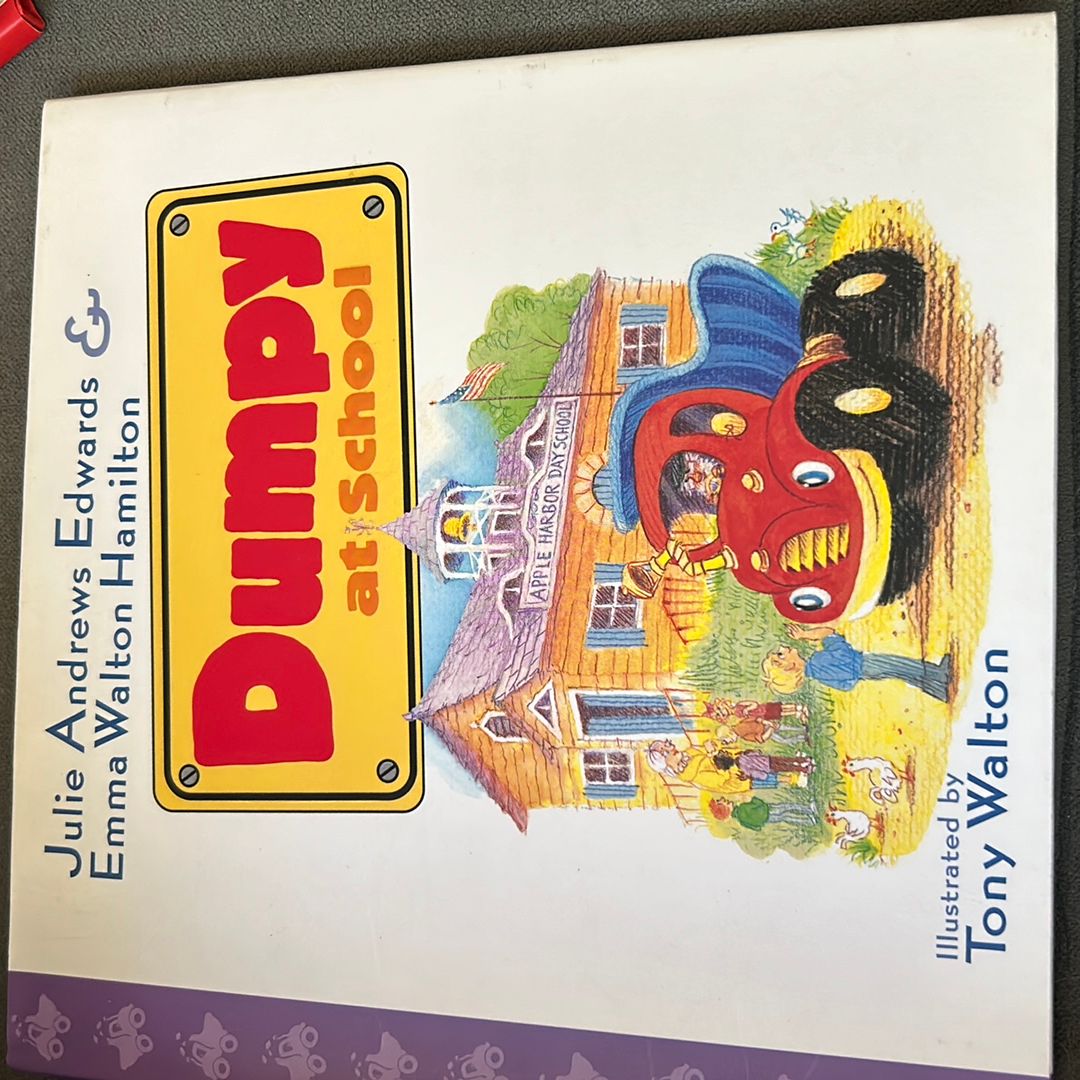 Julie Andrews Edwards &
Emma Walton Hamilton
Dumpy
at School
APPLE HARBOR DAY SCHOOL
Illustrated by
Tony Walton